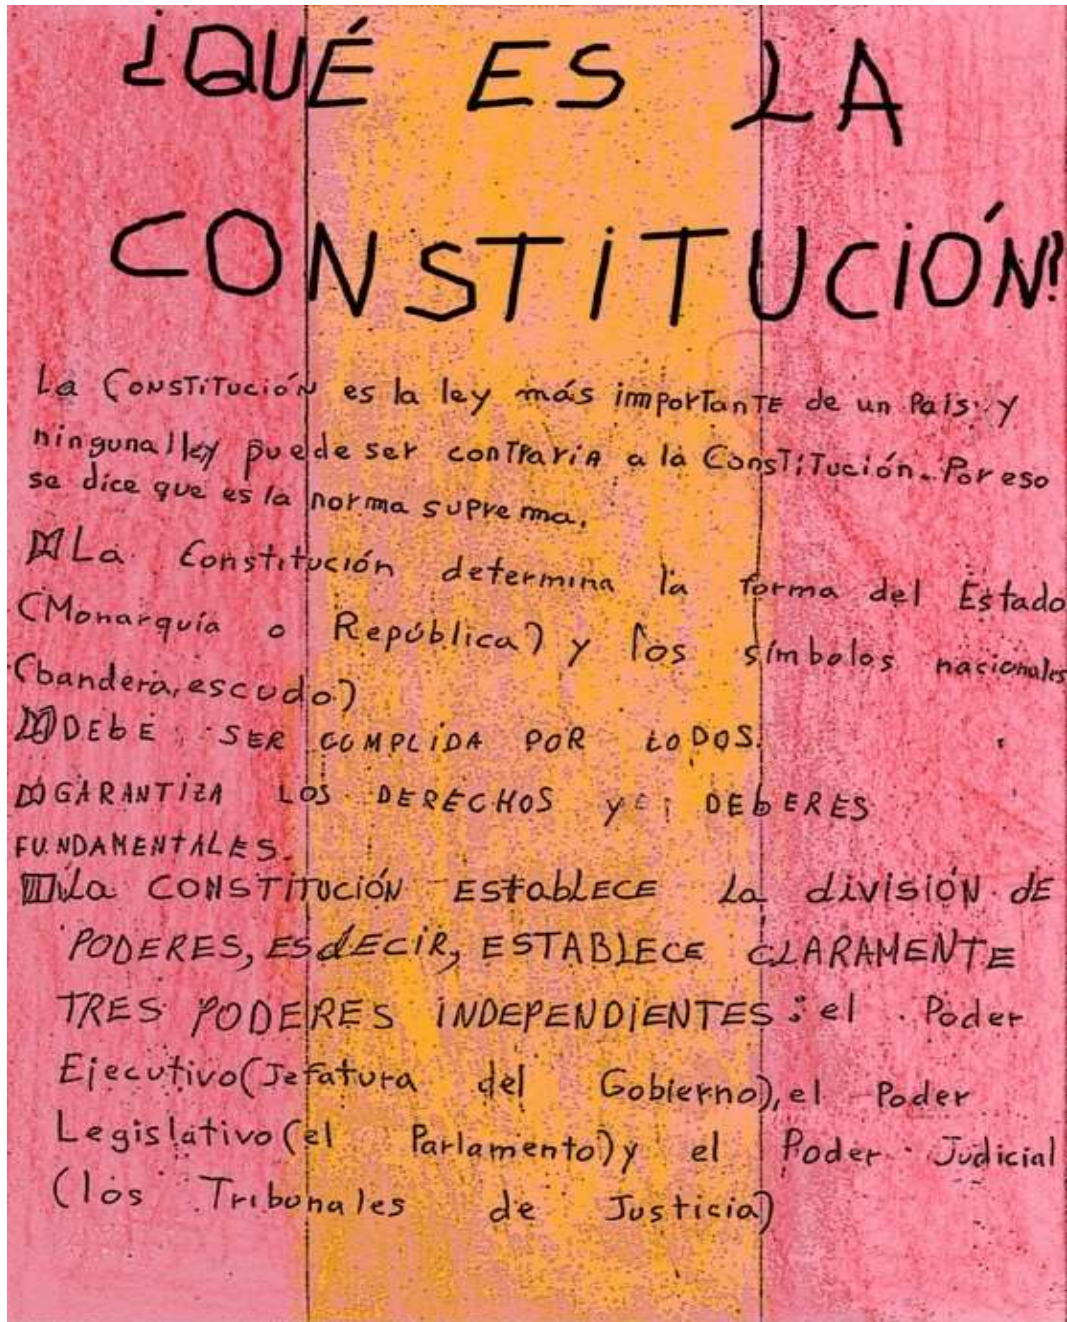 ¿QUÉ ES LA
CONSTITUCIÓN?
La CONSTITUCIÓN es la ley más importanTE de un País y
ninguna ley puede ser contraria a la Constitución. Por eso
se dice que es la norma suprema.
La Constitución determina la forma del Estado
(Monarquía o República) y los símbolos nacionales
(bandera, escudo)
DEbE SER CUMPLIDA POR tODOS.
GARANTIZA LOS DERECHOS y DEbERES
FUNDAMENTALES.
La CONSTITUCIÓN EStabLECE La división dE
PODERES, ES dECIR, ESTABLECE CLARAMENTE
TRES PODERES INDEPENDIENTES: el Poder
Ejecutivo (Jefatura del Gobierno), el Poder
Legislativo (el Parlamento) y el Poder Judicial
(los Tribunales de Justicia)